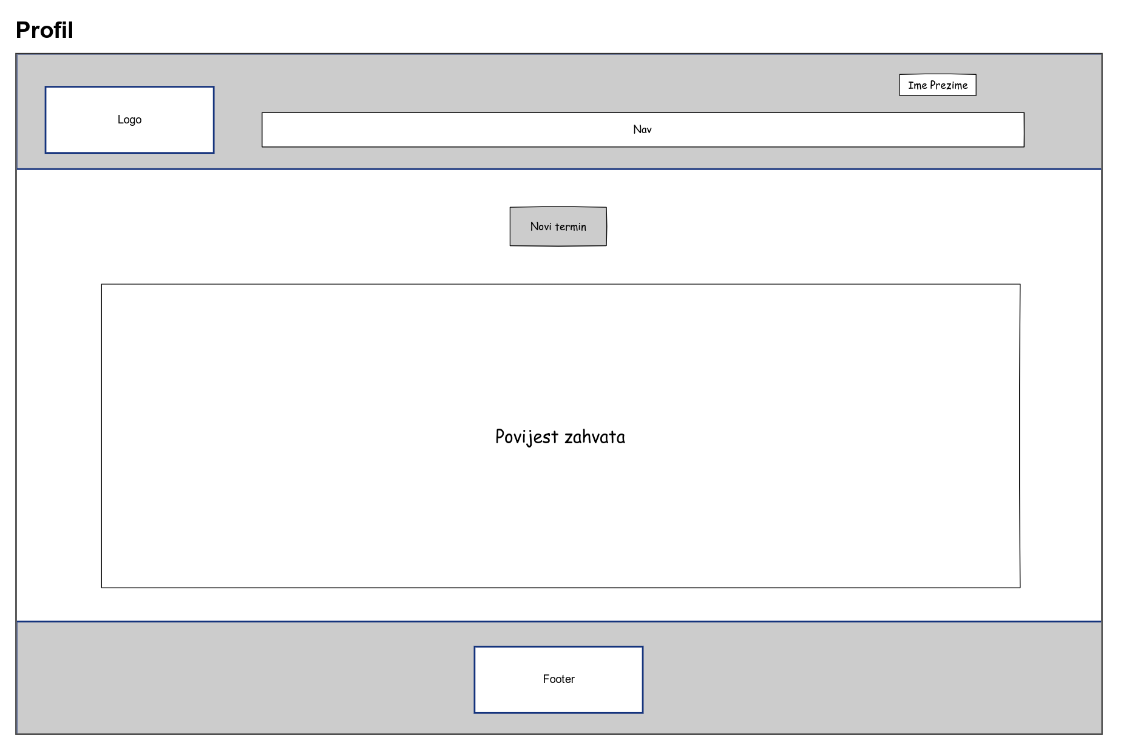 Profil
Logo
Ime Prezime
Nav
Novi termin
Povijest zahvata
Footer